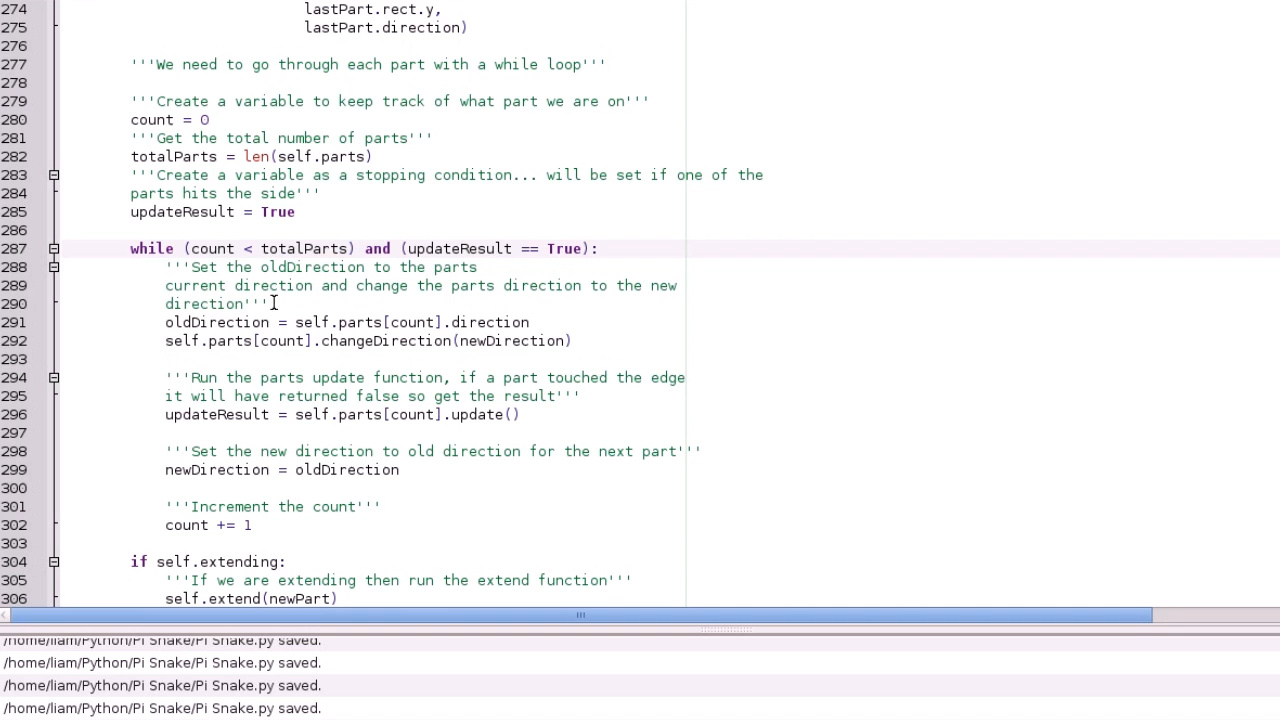 274 lastPart.rect.y,
275 lastPart.direction)
276
277 '''We need to go through each part with a while loop'''
278
279 '''Create a variable to keep track of what part we are on'''
280 count = 0
281 '''Get the total number of parts'''
282 totalParts = len(self.parts)
283 '''Create a variable as a stopping condition... will be set if one of the
284 parts hits the side'''
285 updateResult = True
286
287 while (count < totalParts) and (updateResult == True):
288 '''Set the oldDirection to the parts
289 current direction and change the parts direction to the new
290 direction'''
291 oldDirection = self.parts[count].direction
292 self.parts[count].changeDirection(newDirection)
293
294 '''Run the parts update function, if a part touched the edge
295 it will have returned false so get the result'''
296 updateResult = self.parts[count].update()
297
298 '''Set the new direction to old direction for the next part'''
299 newDirection = oldDirection
300
301 '''Increment the count'''
302 count += 1
303
304 if self.extending:
305 '''If we are extending then run the extend function'''
306 self.extend(newPart)
/home/liam/Python/Pi Snake/Pi Snake.py saved.
/home/liam/Python/Pi Snake/Pi Snake.py saved.
/home/liam/Python/Pi Snake/Pi Snake.py saved.
/home/liam/Python/Pi Snake/Pi Snake.py saved.